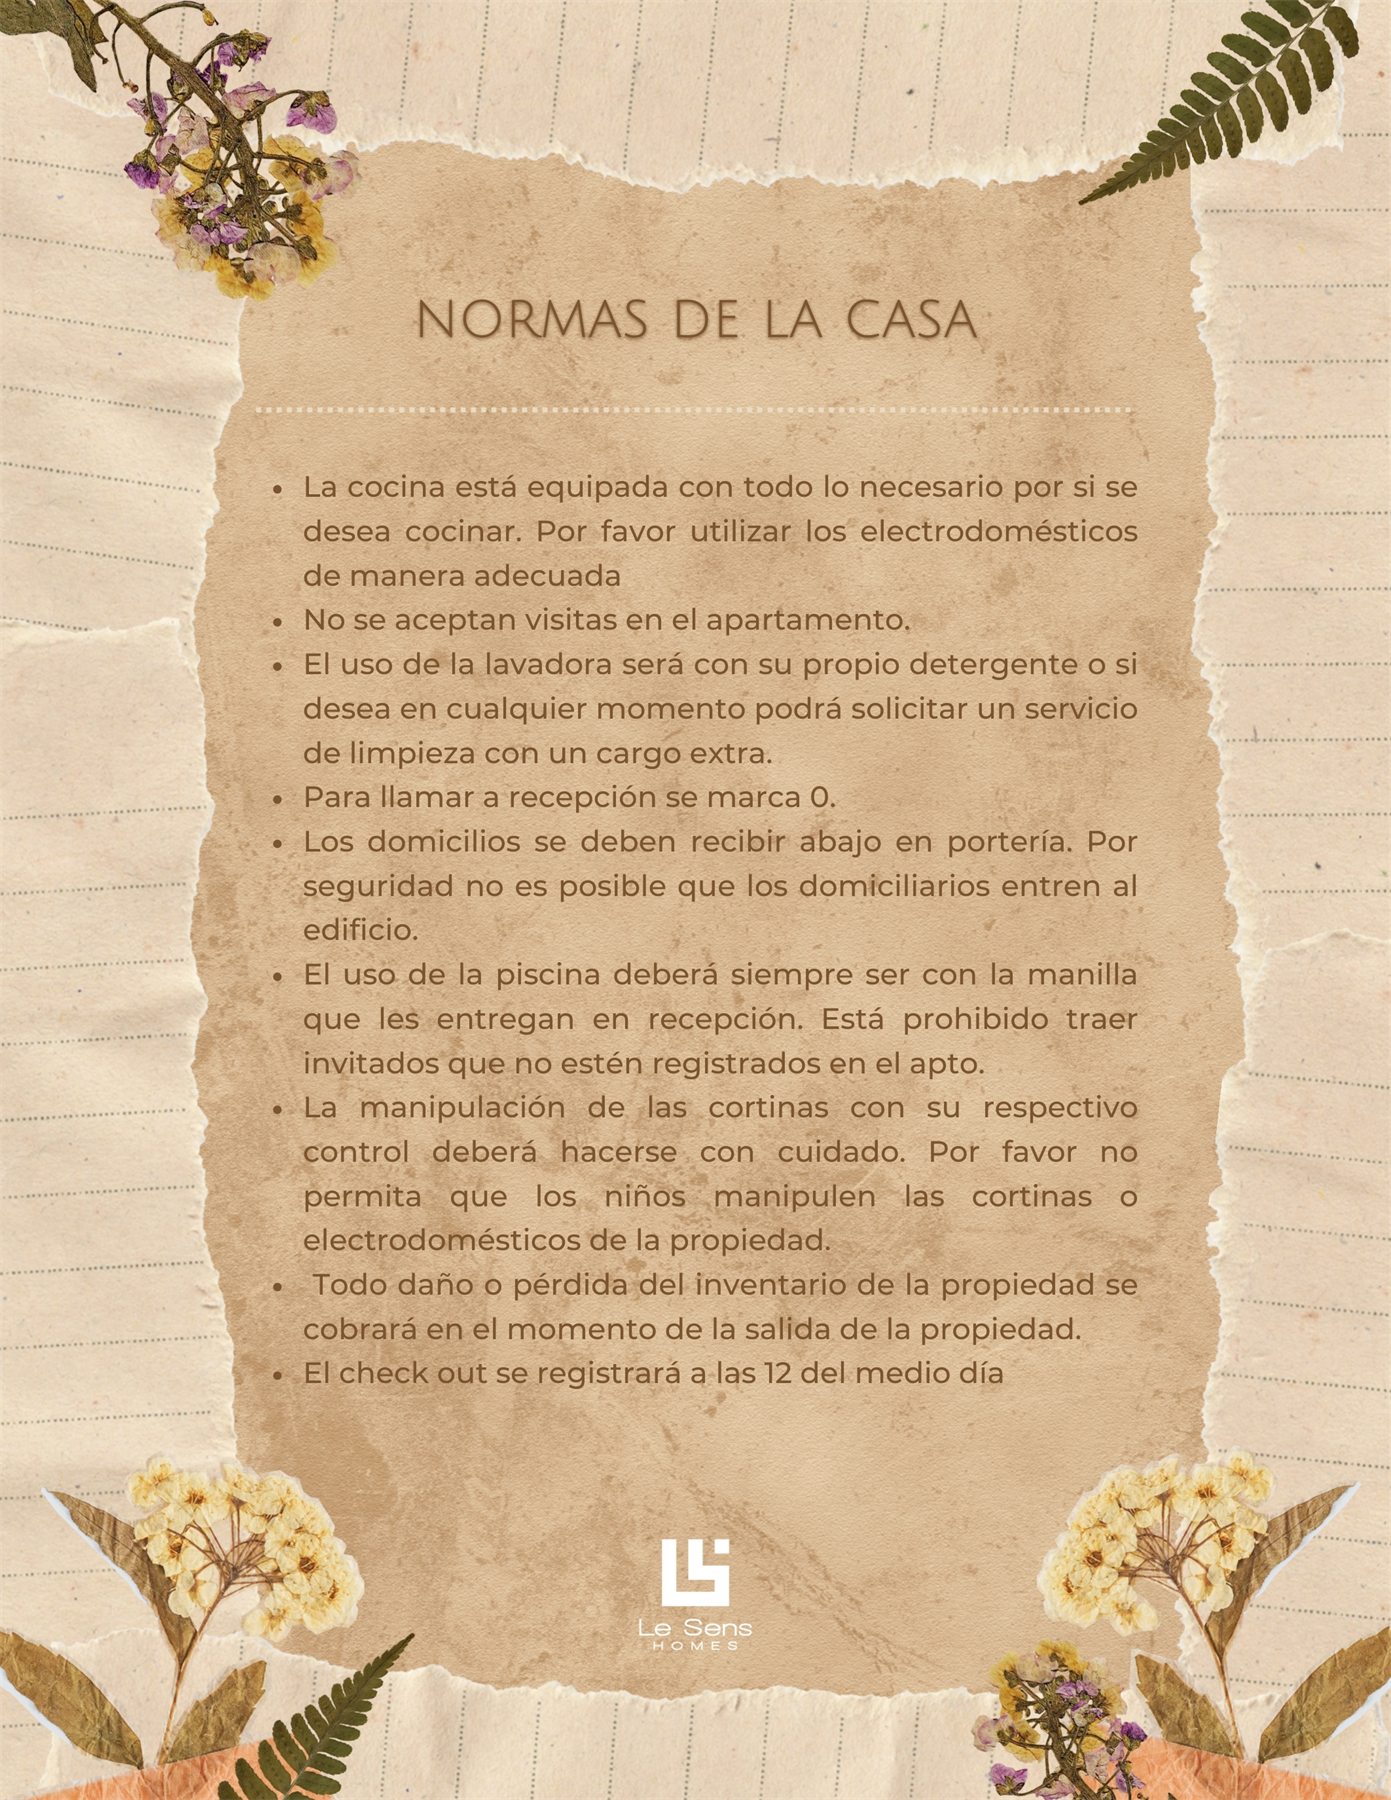 NORMAS DE LA CASA
• La cocina está equipada con todo lo necesario por si se
desea cocinar. Por favor utilizar los electrodomésticos
de manera adecuada
• No se aceptan visitas en el apartamento.
• El uso de la lavadora será con su propio detergente o si
desea en cualquier momento podrá solicitar un servicio
de limpieza con un cargo extra.
• Para llamar a recepción se marca 0.
• Los domicilios se deben recibir abajo en portería. Por
seguridad no es posible que los domiciliarios entren al
edificio.
• El uso de la piscina deberá siempre ser con la manilla
que les entregan en recepción. Está prohibido traer
invitados que no estén registrados en el apto.
• La manipulación de las cortinas con su respectivo
control deberá hacerse con cuidado. Por favor no
permita que los niños manipulen las cortinas o
electrodomésticos de la propiedad.
• Todo daño o pérdida del inventario de la propiedad se
cobrará en el momento de la salida de la propiedad.
• El check out se registrará a las 12 del medio día
LS
Le Sens
HOMES